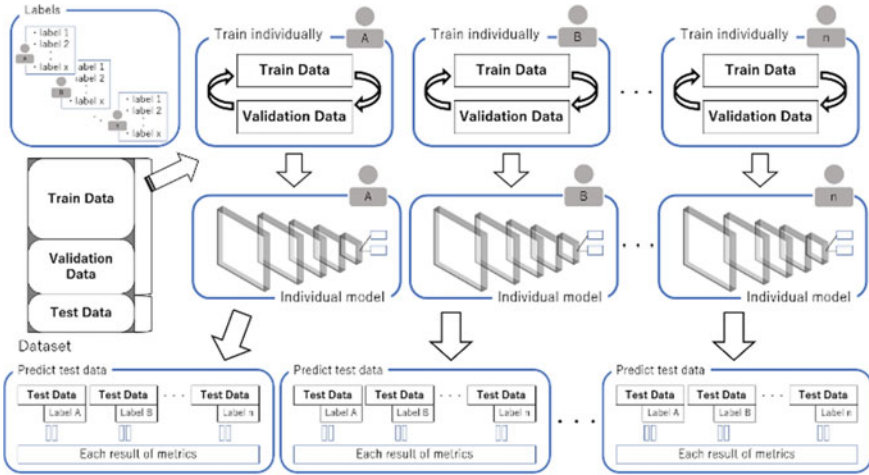 Labels
・label 1
・label 2
・label x
A
label 1
label 2
・label x
B
・label 1
・label 2
・label x
Train individually
A
Train Data
Validation Data
Train individually
B
Train Data
Validation Data
· · ·
Train individually
n
Train Data
Validation Data
Train Data
Validation
Data
Test Data
Dataset
A
Individual model
B
Individual model
· · ·
n
Individual model
Predict test data
Test Data Test Data · · · Test Data
Label A Label B Label n
Each result of metrics
Predict test data
Test Data Test Data · · · Test Data
Label A Label B Label n
Each result of metrics
· · ·
Predict test data
Test Data Test Data · · · Test Data
Label A Label B Label n
Each result of metrics